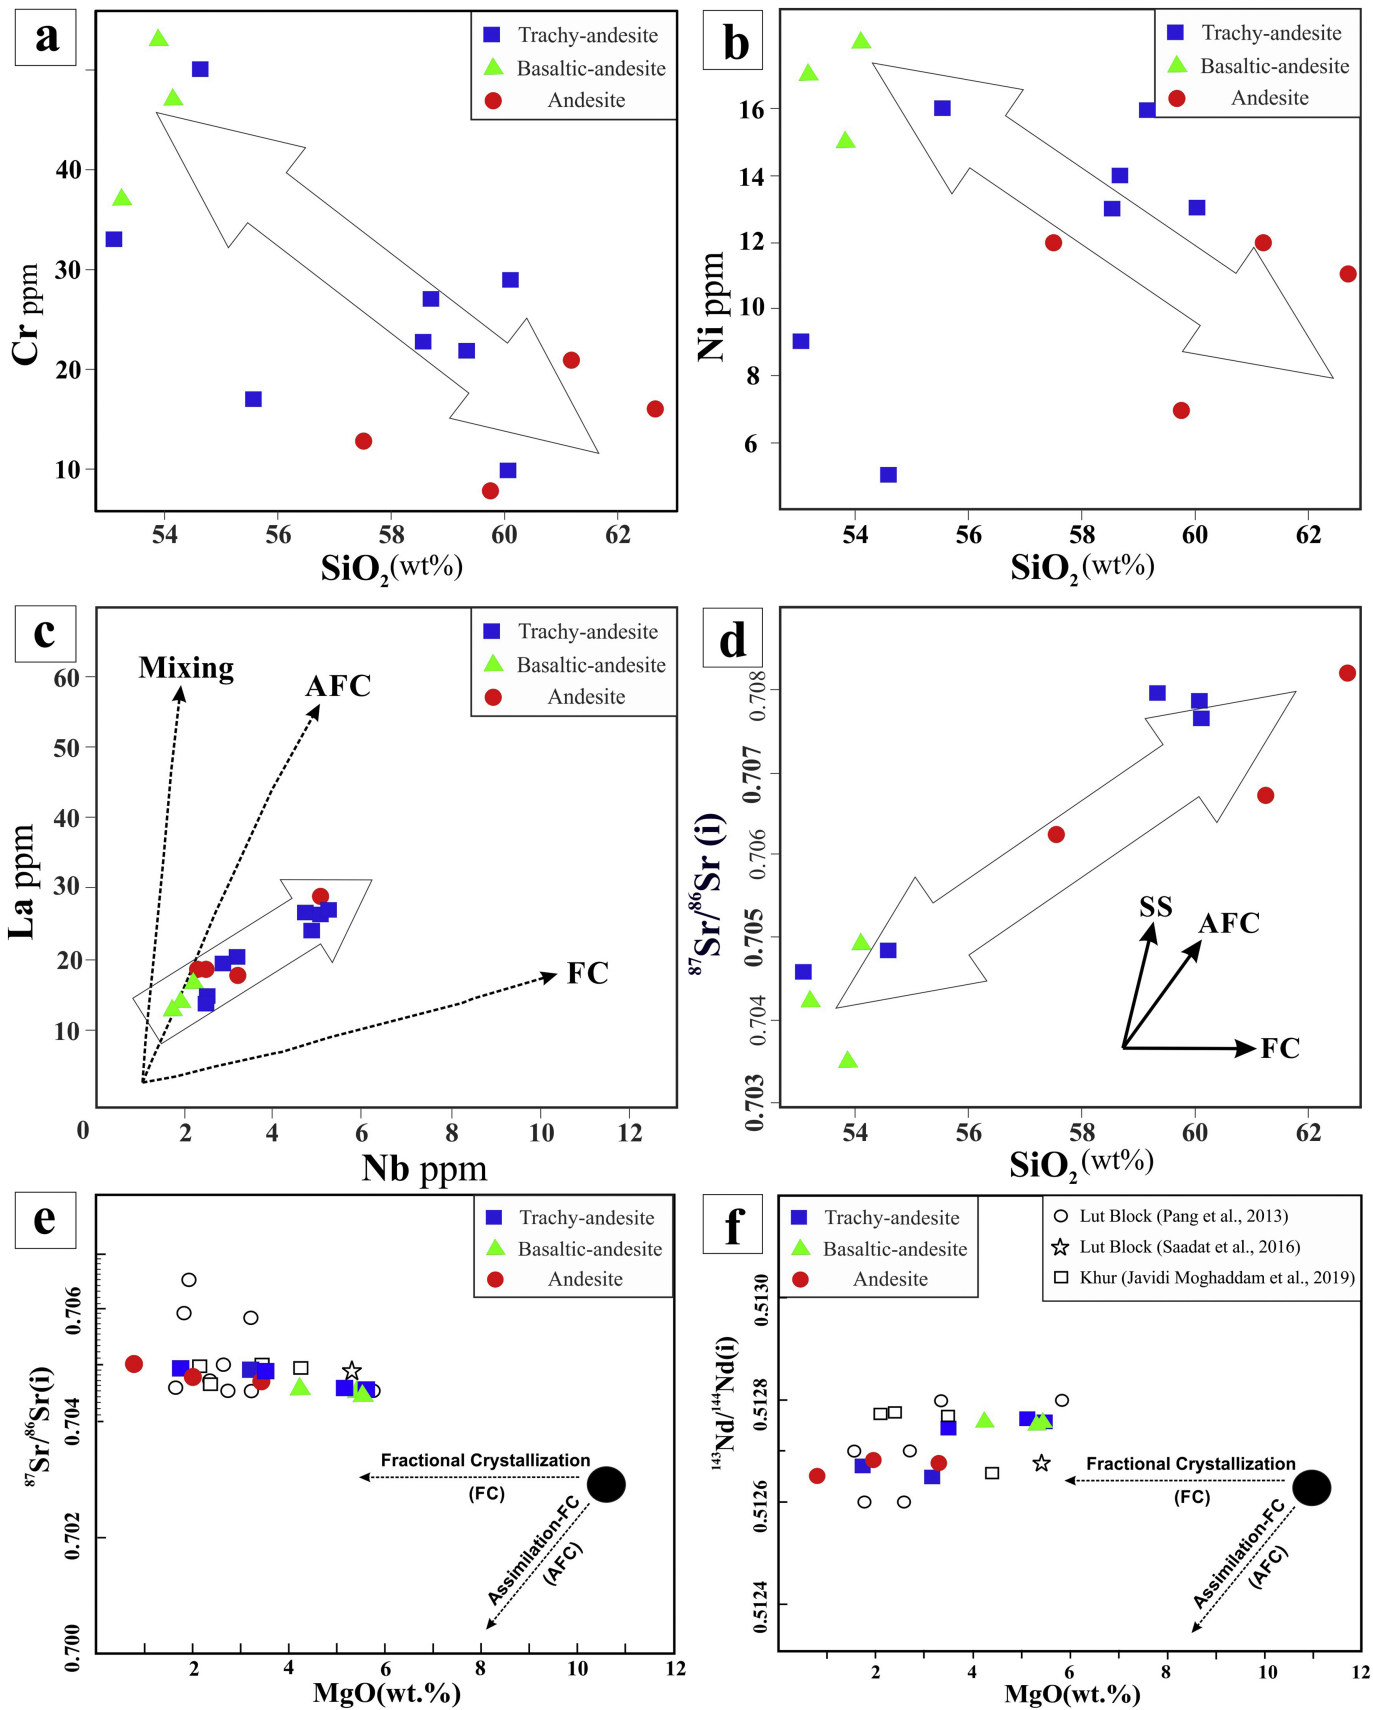 a
Trachy-andesite
Basaltic-andesite
Andesite
40
30
20
10
Cr ppm
54
56
58
60
62
SiO2(wt%)
b
Trachy-andesite
Basaltic-andesite
Andesite
16
14
12
10
8
6
Ni ppm
54
56
58
60
62
SiO2(wt%)
c
Trachy-andesite
Basaltic-andesite
Andesite
Mixing
AFC
FC
60
50
40
30
20
10
La ppm
0
2
4
6
8
10
12
Nb ppm
d
0.708
0.707
0.706
0.705
0.704
0.703
87Sr/86Sr (i)
SS
AFC
FC
54
56
58
60
62
SiO2(wt%)
e
Trachy-andesite
Basaltic-andesite
Andesite
0.706
0.704
0.702
0.700
87Sr/86Sr(i)
Fractional Crystallization
(FC)
Assimilation-FC
(AFC)
2
4
6
8
10
12
MgO(wt.%)
f
Trachy-andesite
Basaltic-andesite
Andesite
Lut Block (Pang et al., 2013)
Lut Block (Saadat et al., 2016)
Khur (Javidi Moghaddam et al., 2019)
0.5130
0.5128
0.5126
0.5124
143Nd/144Nd(i)
Fractional Crystallization
(FC)
Assimilation-FC
(AFC)
2
4
6
8
10
12
MgO(wt.%)